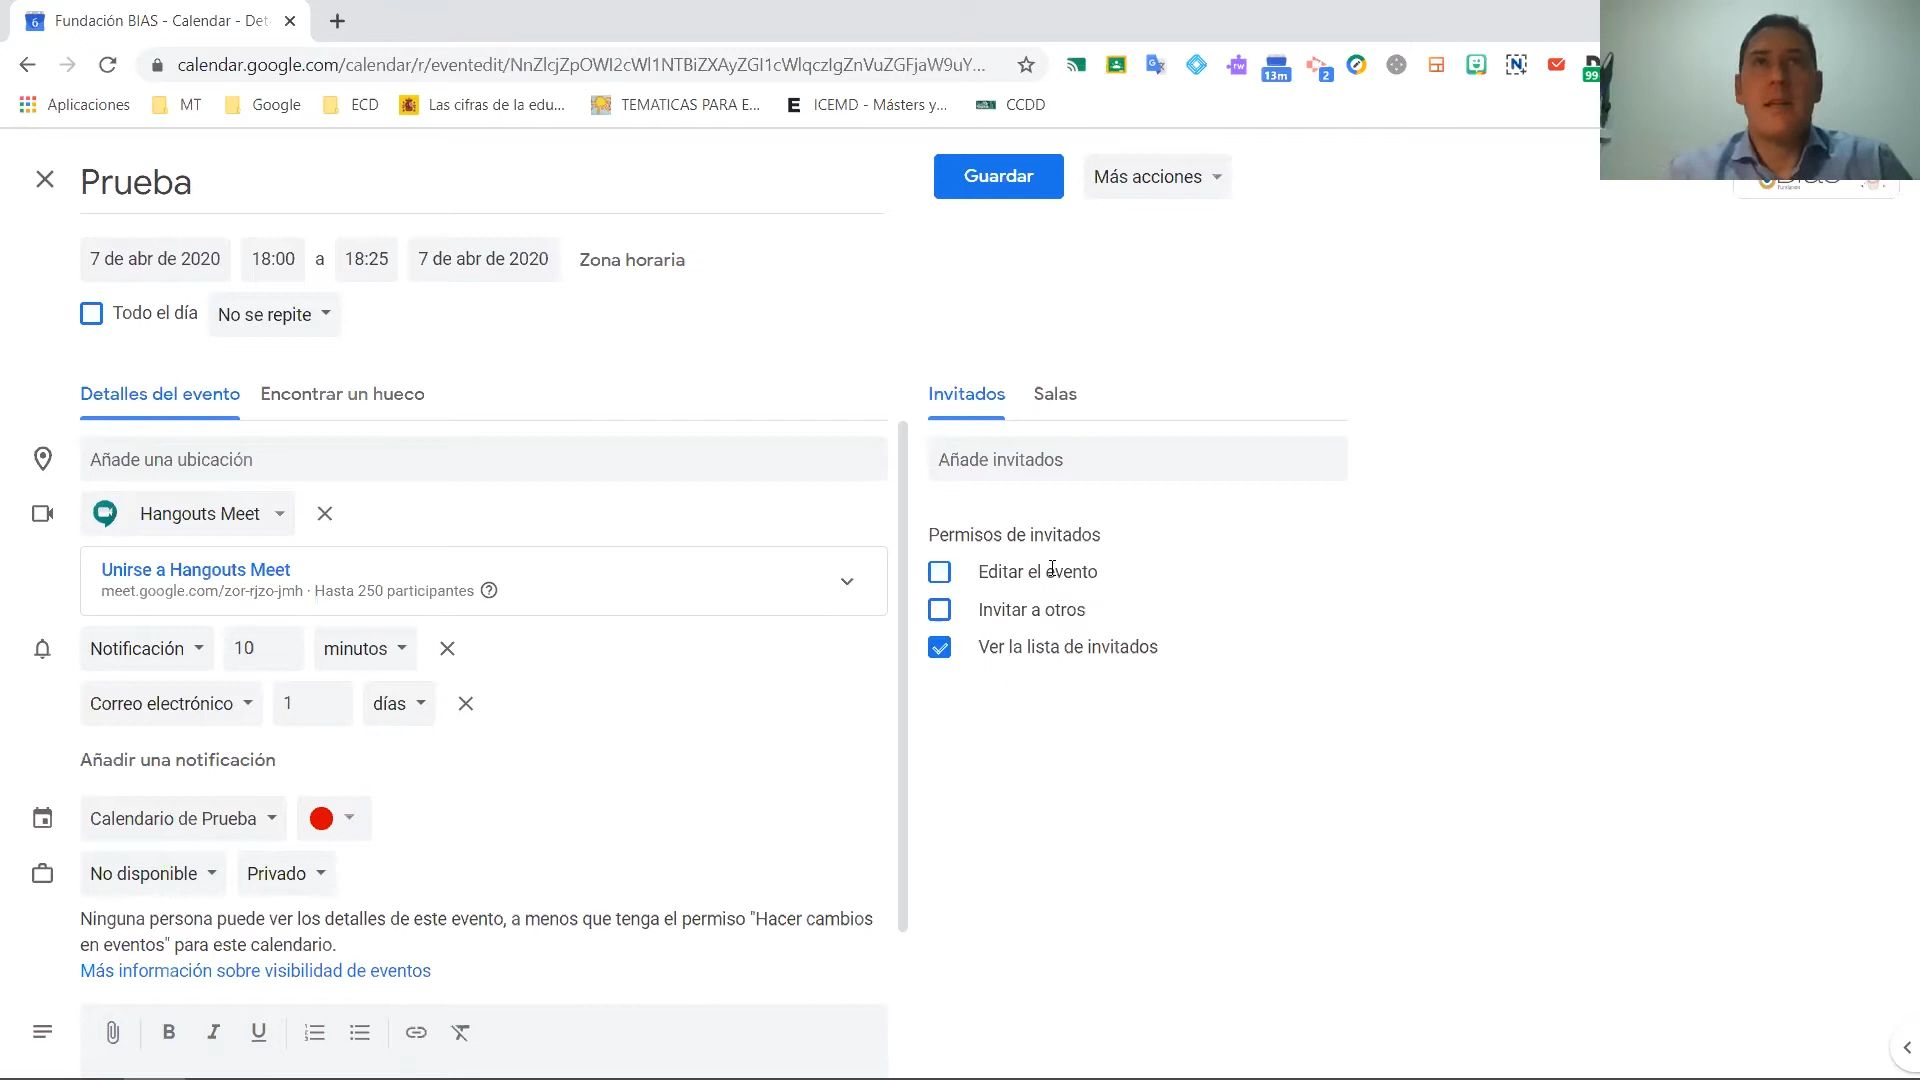 Fundación BIAS - Calendar - Det
calendar.google.com/calendar/r/eventedit/NnZlcjZpOWI2cWl1NTBiZXAyZGI1cWlqczIgZnVuZGFjaW9uY...
13m
2
99
Aplicaciones
MT
Google
ECD
Las cifras de la edu...
TEMATICAS PARA E...
ICEMD - Másters y...
CCDD
Prueba
Guardar
Más acciones
7 de abr de 2020
18:00
a
18:25
7 de abr de 2020
Zona horaria
Todo el día
No se repite
Detalles del evento
Encontrar un hueco
Invitados
Salas
Añade una ubicación
Añade invitados
Hangouts Meet
Permisos de invitados
Unirse a Hangouts Meet
meet.google.com/zor-rjzo-jmh · Hasta 250 participantes
Editar el evento
Invitar a otros
Ver la lista de invitados
Notificación
10
minutos
Correo electrónico
1
días
Añadir una notificación
Calendario de Prueba
No disponible
Privado
Ninguna persona puede ver los detalles de este evento, a menos que tenga el permiso "Hacer cambios
en eventos" para este calendario.
Más información sobre visibilidad de eventos